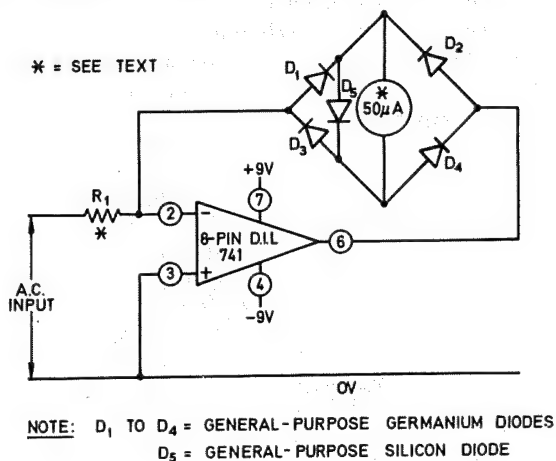 * = SEE TEXT
D1
D2
D5
*
50µA
D3
D4
+9V
R1
*
2
−
7
8-PIN D.I.L
741
6
3
+
4
−9V
A.C.
INPUT
0V
NOTE: D1 TO D4 = GENERAL-PURPOSE GERMANIUM DIODES
D5 = GENERAL-PURPOSE SILICON DIODE